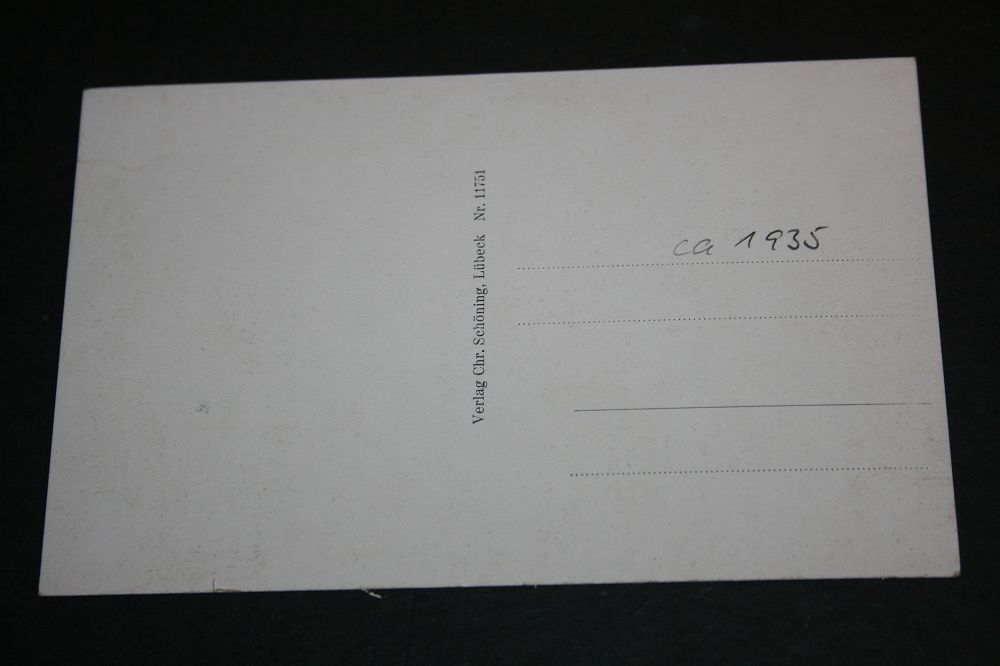 Verlag Chr. Schöning, Lübeck Nr. 11751
ca 1935